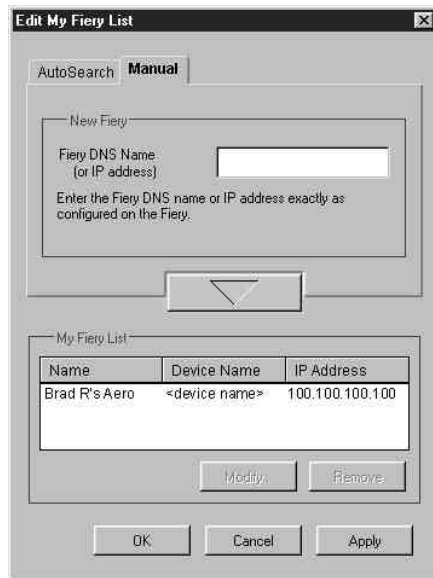 Edit My Fiery List
AutoSearch Manual
New Fiery
Fiery DNS Name
(or IP address)
Enter the Fiery DNS name or IP address exactly as
configured on the Fiery.
My Fiery List
Name Device Name IP Address
Brad R's Aero <device name> 100.100.100.100
Modify.. Remove
OK Cancel Apply